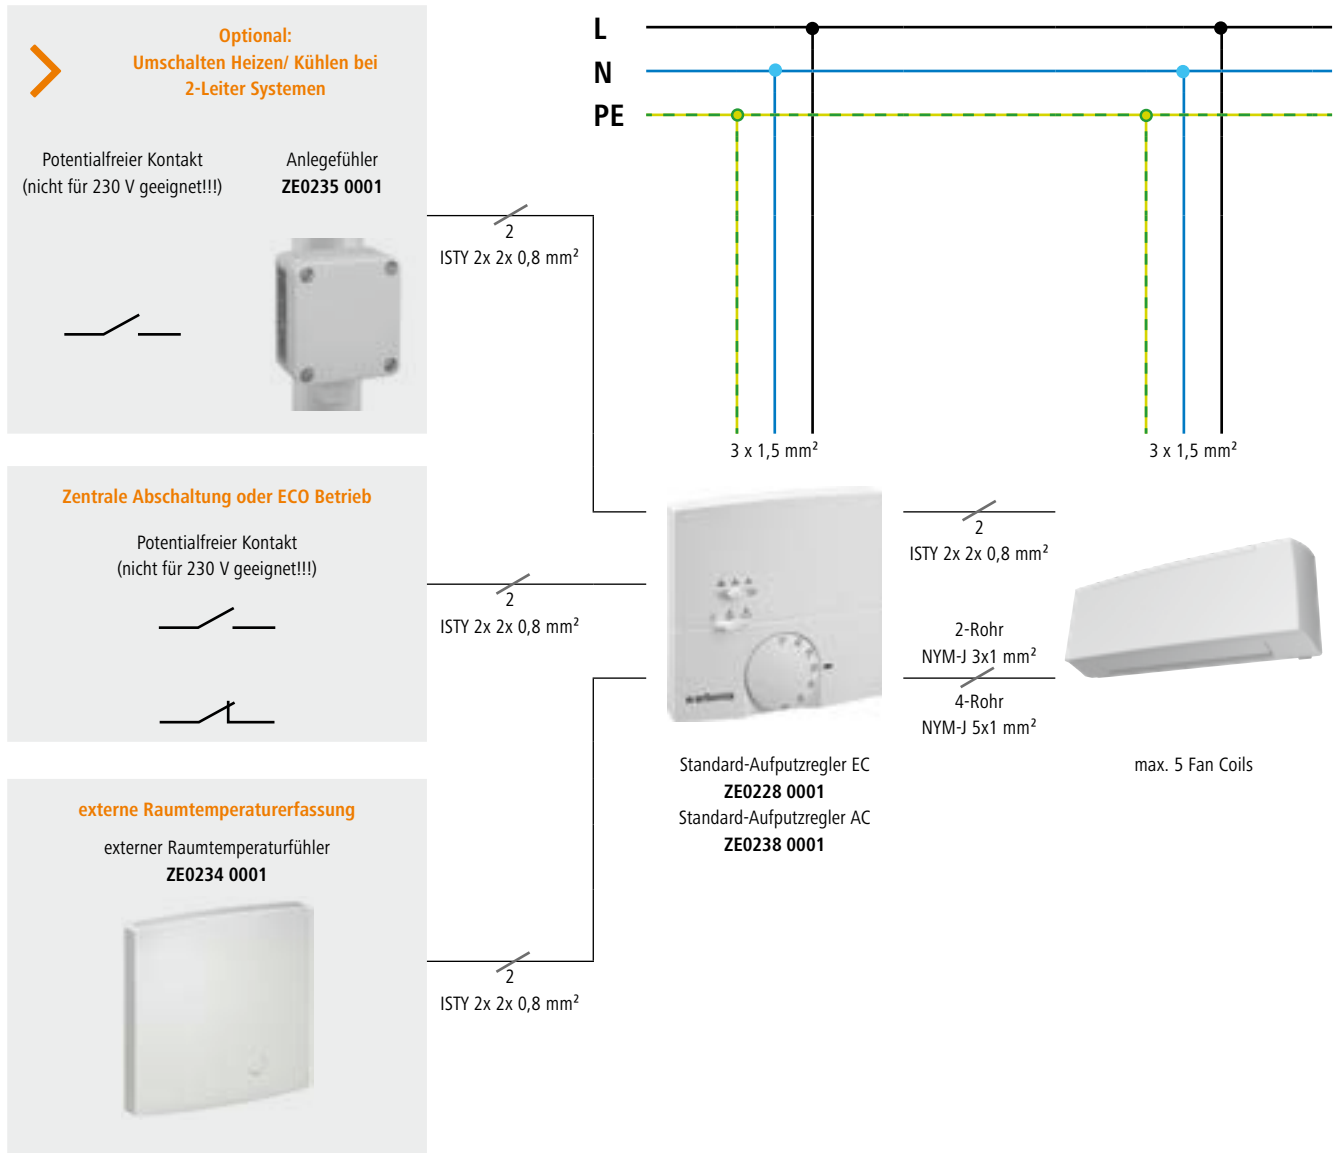 Optional:
Umschalten Heizen/ Kühlen bei
2-Leiter Systemen
Potentialfreier Kontakt
(nicht für 230 V geeignet!!!)
Anlegefühler
ZE0235 0001
2
ISTY 2x 2x 0,8 mm²
L
N
PE
3 x 1,5 mm²
3 x 1,5 mm²
Zentrale Abschaltung oder ECO Betrieb
Potentialfreier Kontakt
(nicht für 230 V geeignet!!!)
2
ISTY 2x 2x 0,8 mm²
2
ISTY 2x 2x 0,8 mm²
2-Rohr
NYM-J 3x1 mm²
4-Rohr
NYM-J 5x1 mm²
Standard-Aufputzregler EC
ZE0228 0001
Standard-Aufputzregler AC
ZE0238 0001
max. 5 Fan Coils
externe Raumtemperaturerfassung
externer Raumtemperaturfühler
ZE0234 0001
2
ISTY 2x 2x 0,8 mm²